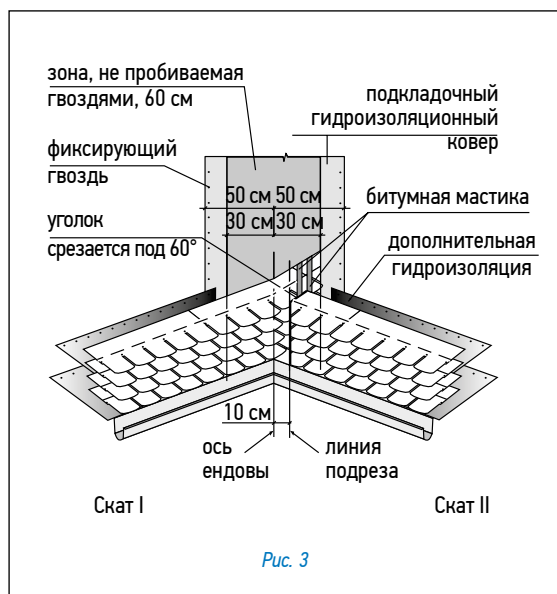 зона, не пробиваемая
гвоздями, 60 см
подкладочный
гидроизоляционный
ковер
фиксирующий
гвоздь
50 см 50 см
битумная мастика
30 см 30 см
уголок
срезается под 60°
дополнительная
гидроизоляция
10 см
ось
ендовы
линия
подреза
Скат I
Скат II
Рис. 3